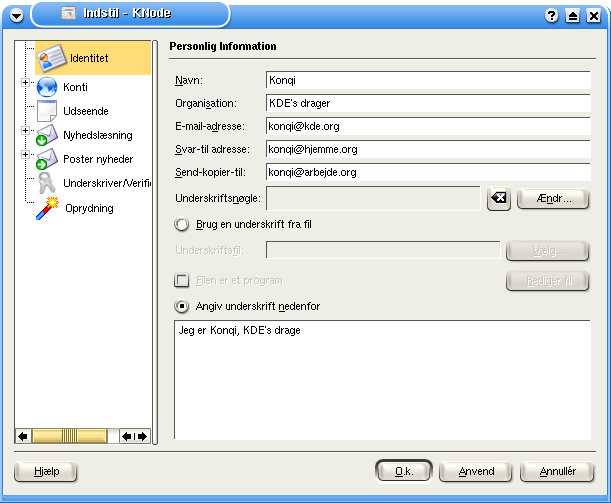 Indstil - KNode
Identitet
Konti
Udseende
Nyhedslæsning
Poster nyheder
Underskriver/Verifi
Oprydning
Personlig Information
Navn: Konqi
Organisation: KDE's drager
E-mail-adresse: konqi@kde.org
Svar-til adresse: konqi@hjemme.org
Send-kopier-til: konqi@arbejde.org
Underskriftsnøgle: Ændr...
Brug en underskrift fra fil
Underskriftsfil: Vælg...
Filen er et program Redigér fil
Angiv underskrift nedenfor
Jeg er Konqi, KDE's drage
Hjælp O.k. Anvend Annullér